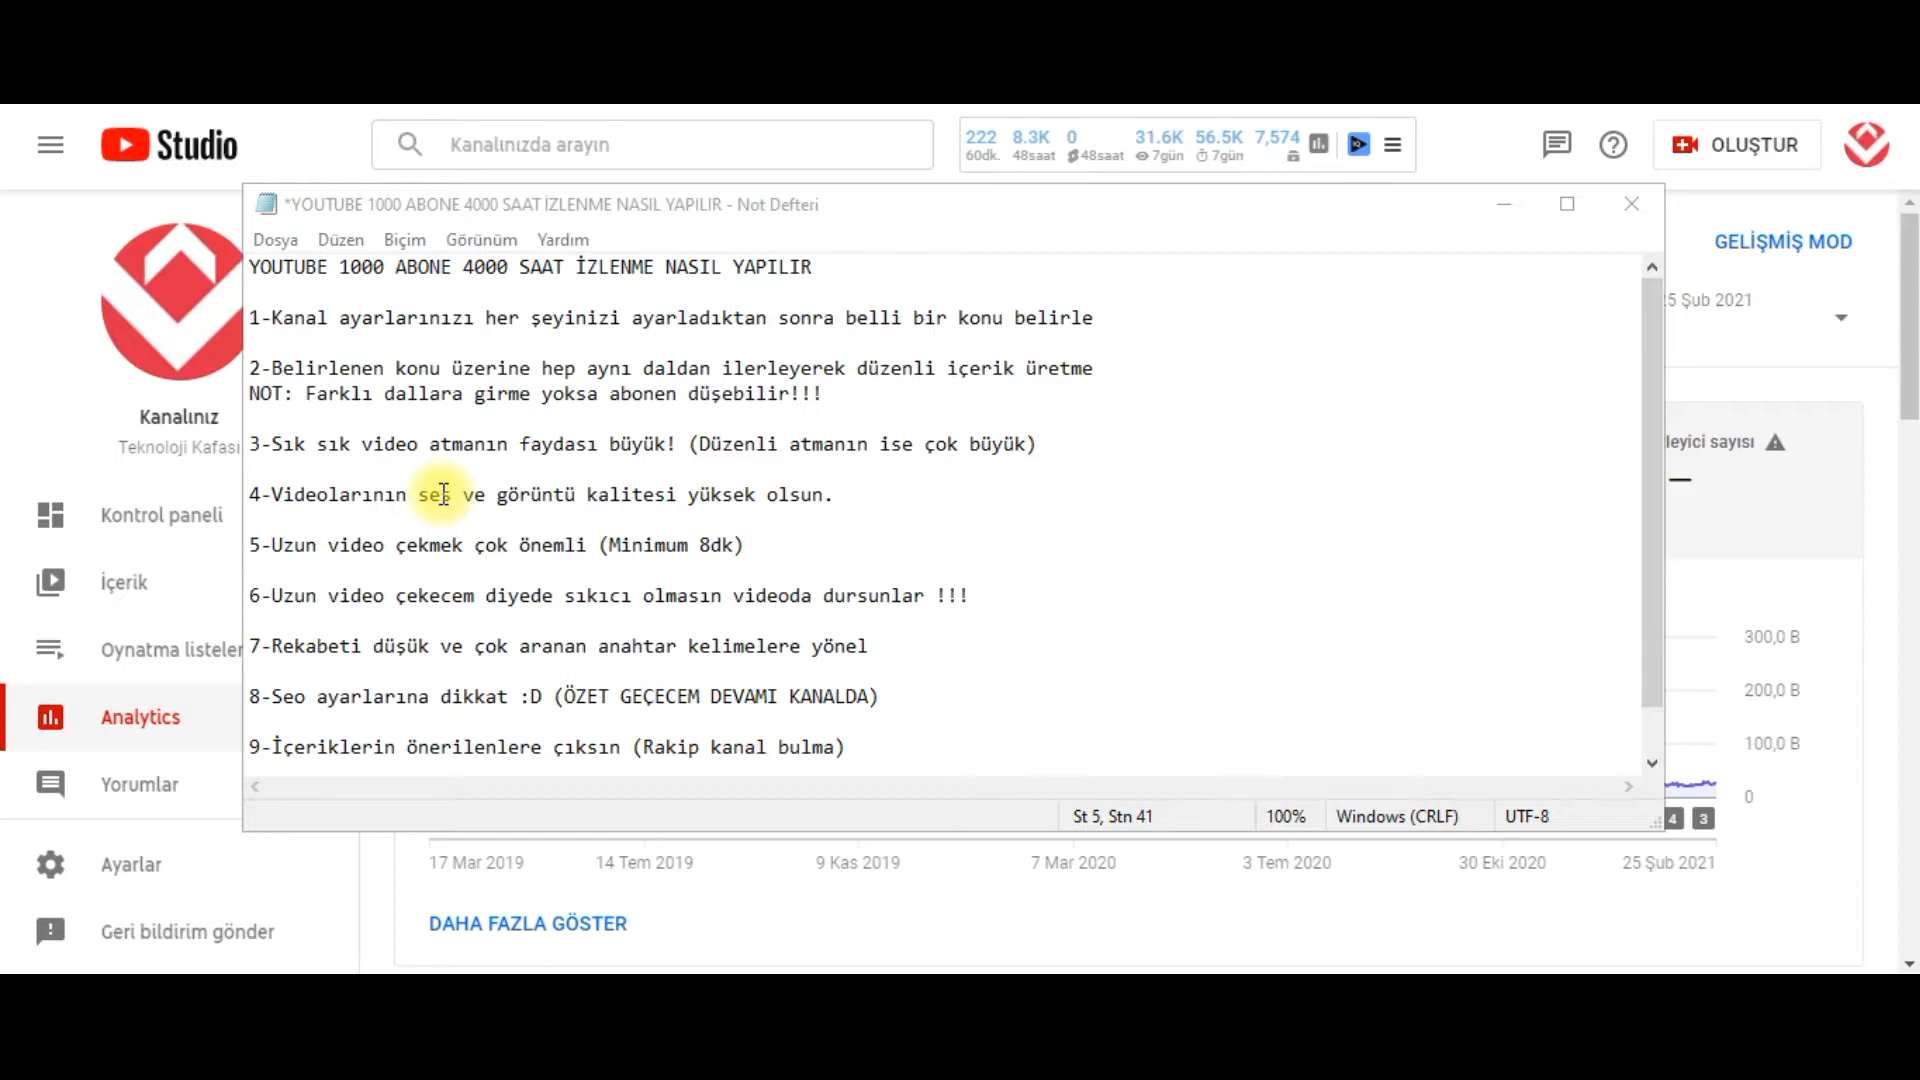 Studio
Kanalınızda arayın
222 8.3K 0 31.6K 56.5K 7,574
60dk. 48saat 48saat 7gün 7gün
OLUŞTUR
*YOUTUBE 1000 ABONE 4000 SAAT İZLENME NASIL YAPILIR - Not Defteri
Dosya Düzen Biçim Görünüm Yardım
YOUTUBE 1000 ABONE 4000 SAAT İZLENME NASIL YAPILIR
1-Kanal ayarlarınızı her şeyinizi ayarladıktan sonra belli bir konu belirle
2-Belirlenen konu üzerine hep aynı daldan ilerleyerek düzenli içerik üretme
NOT: Farklı dallara girme yoksa abonen düşebilir!!!
3-Sık sık video atmanın faydası büyük! (Düzenli atmanın ise çok büyük)
4-Videolarının ses ve görüntü kalitesi yüksek olsun.
5-Uzun video çekmek çok önemli (Minimum 8dk)
6-Uzun video çekecem diyede sıkıcı olmasın videoda dursunlar !!!
7-Rekabeti düşük ve çok aranan anahtar kelimelere yönel
8-Seo ayarlarına dikkat :D (ÖZET GEÇECEM DEVAMI KANALDA)
9-İçeriklerin önerilenlere çıksın (Rakip kanal bulma)
St 5, Stn 41 100% Windows (CRLF) UTF-8
Kanalınız
Teknoloji Kafası
Kontrol paneli
İçerik
Oynatma listeler
Analytics
Yorumlar
Ayarlar
Geri bildirim gönder
GELİŞMİŞ MOD
5 Şub 2021
leyici sayısı
—
300,0 B
200,0 B
100,0 B
0
4 3
17 Mar 2019 14 Tem 2019 9 Kas 2019 7 Mar 2020 3 Tem 2020 30 Eki 2020 25 Şub 2021
DAHA FAZLA GÖSTER